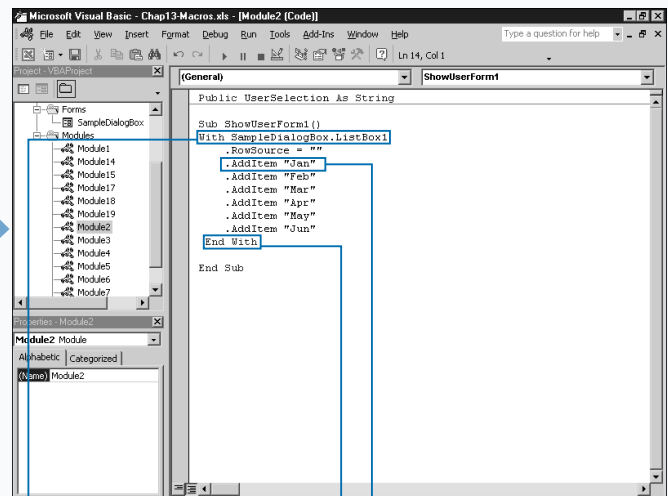 Microsoft Visual Basic - Chap13-Macros.xls - [Module2 (Code)]
File Edit View Insert Format Debug Run Tools Add-Ins Window Help Type a question for help
Ln 14, Col 1
Project - VBAProject
(General) ShowUserForm1
Forms
SampleDialogBox
Modules
Module1
Module14
Module15
Module17
Module18
Module19
Module2
Module3
Module4
Module5
Module6
Module7
Public UserSelection As String
Sub ShowUserForm1()
With SampleDialogBox.ListBox1
.RowSource = ""
.AddItem "Jan"
.AddItem "Feb"
.AddItem "Mar"
.AddItem "Apr"
.AddItem "May"
.AddItem "Jun"
End With
End Sub
Properties - Module2
Module2 Module
Alphabetic Categorized
(Name) Module2